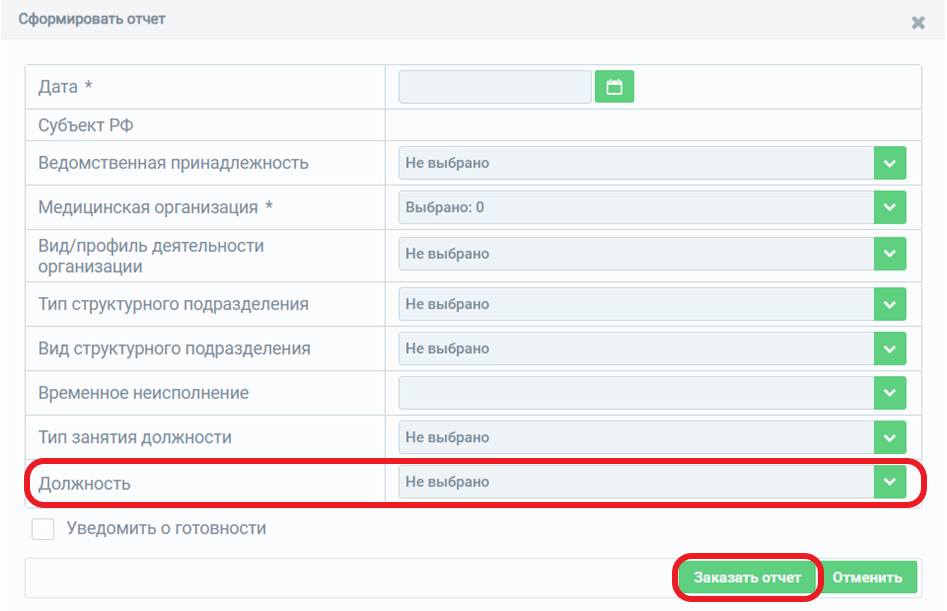 Сформировать отчет
Дата *
Субъект РФ
Ведомственная принадлежность
Не выбрано
Медицинская организация *
Выбрано: 0
Вид/профиль деятельности
организации
Не выбрано
Тип структурного подразделения
Не выбрано
Вид структурного подразделения
Не выбрано
Временное неисполнение
Тип занятия должности
Не выбрано
Должность
Не выбрано
Уведомить о готовности
Заказать отчет
Отменить